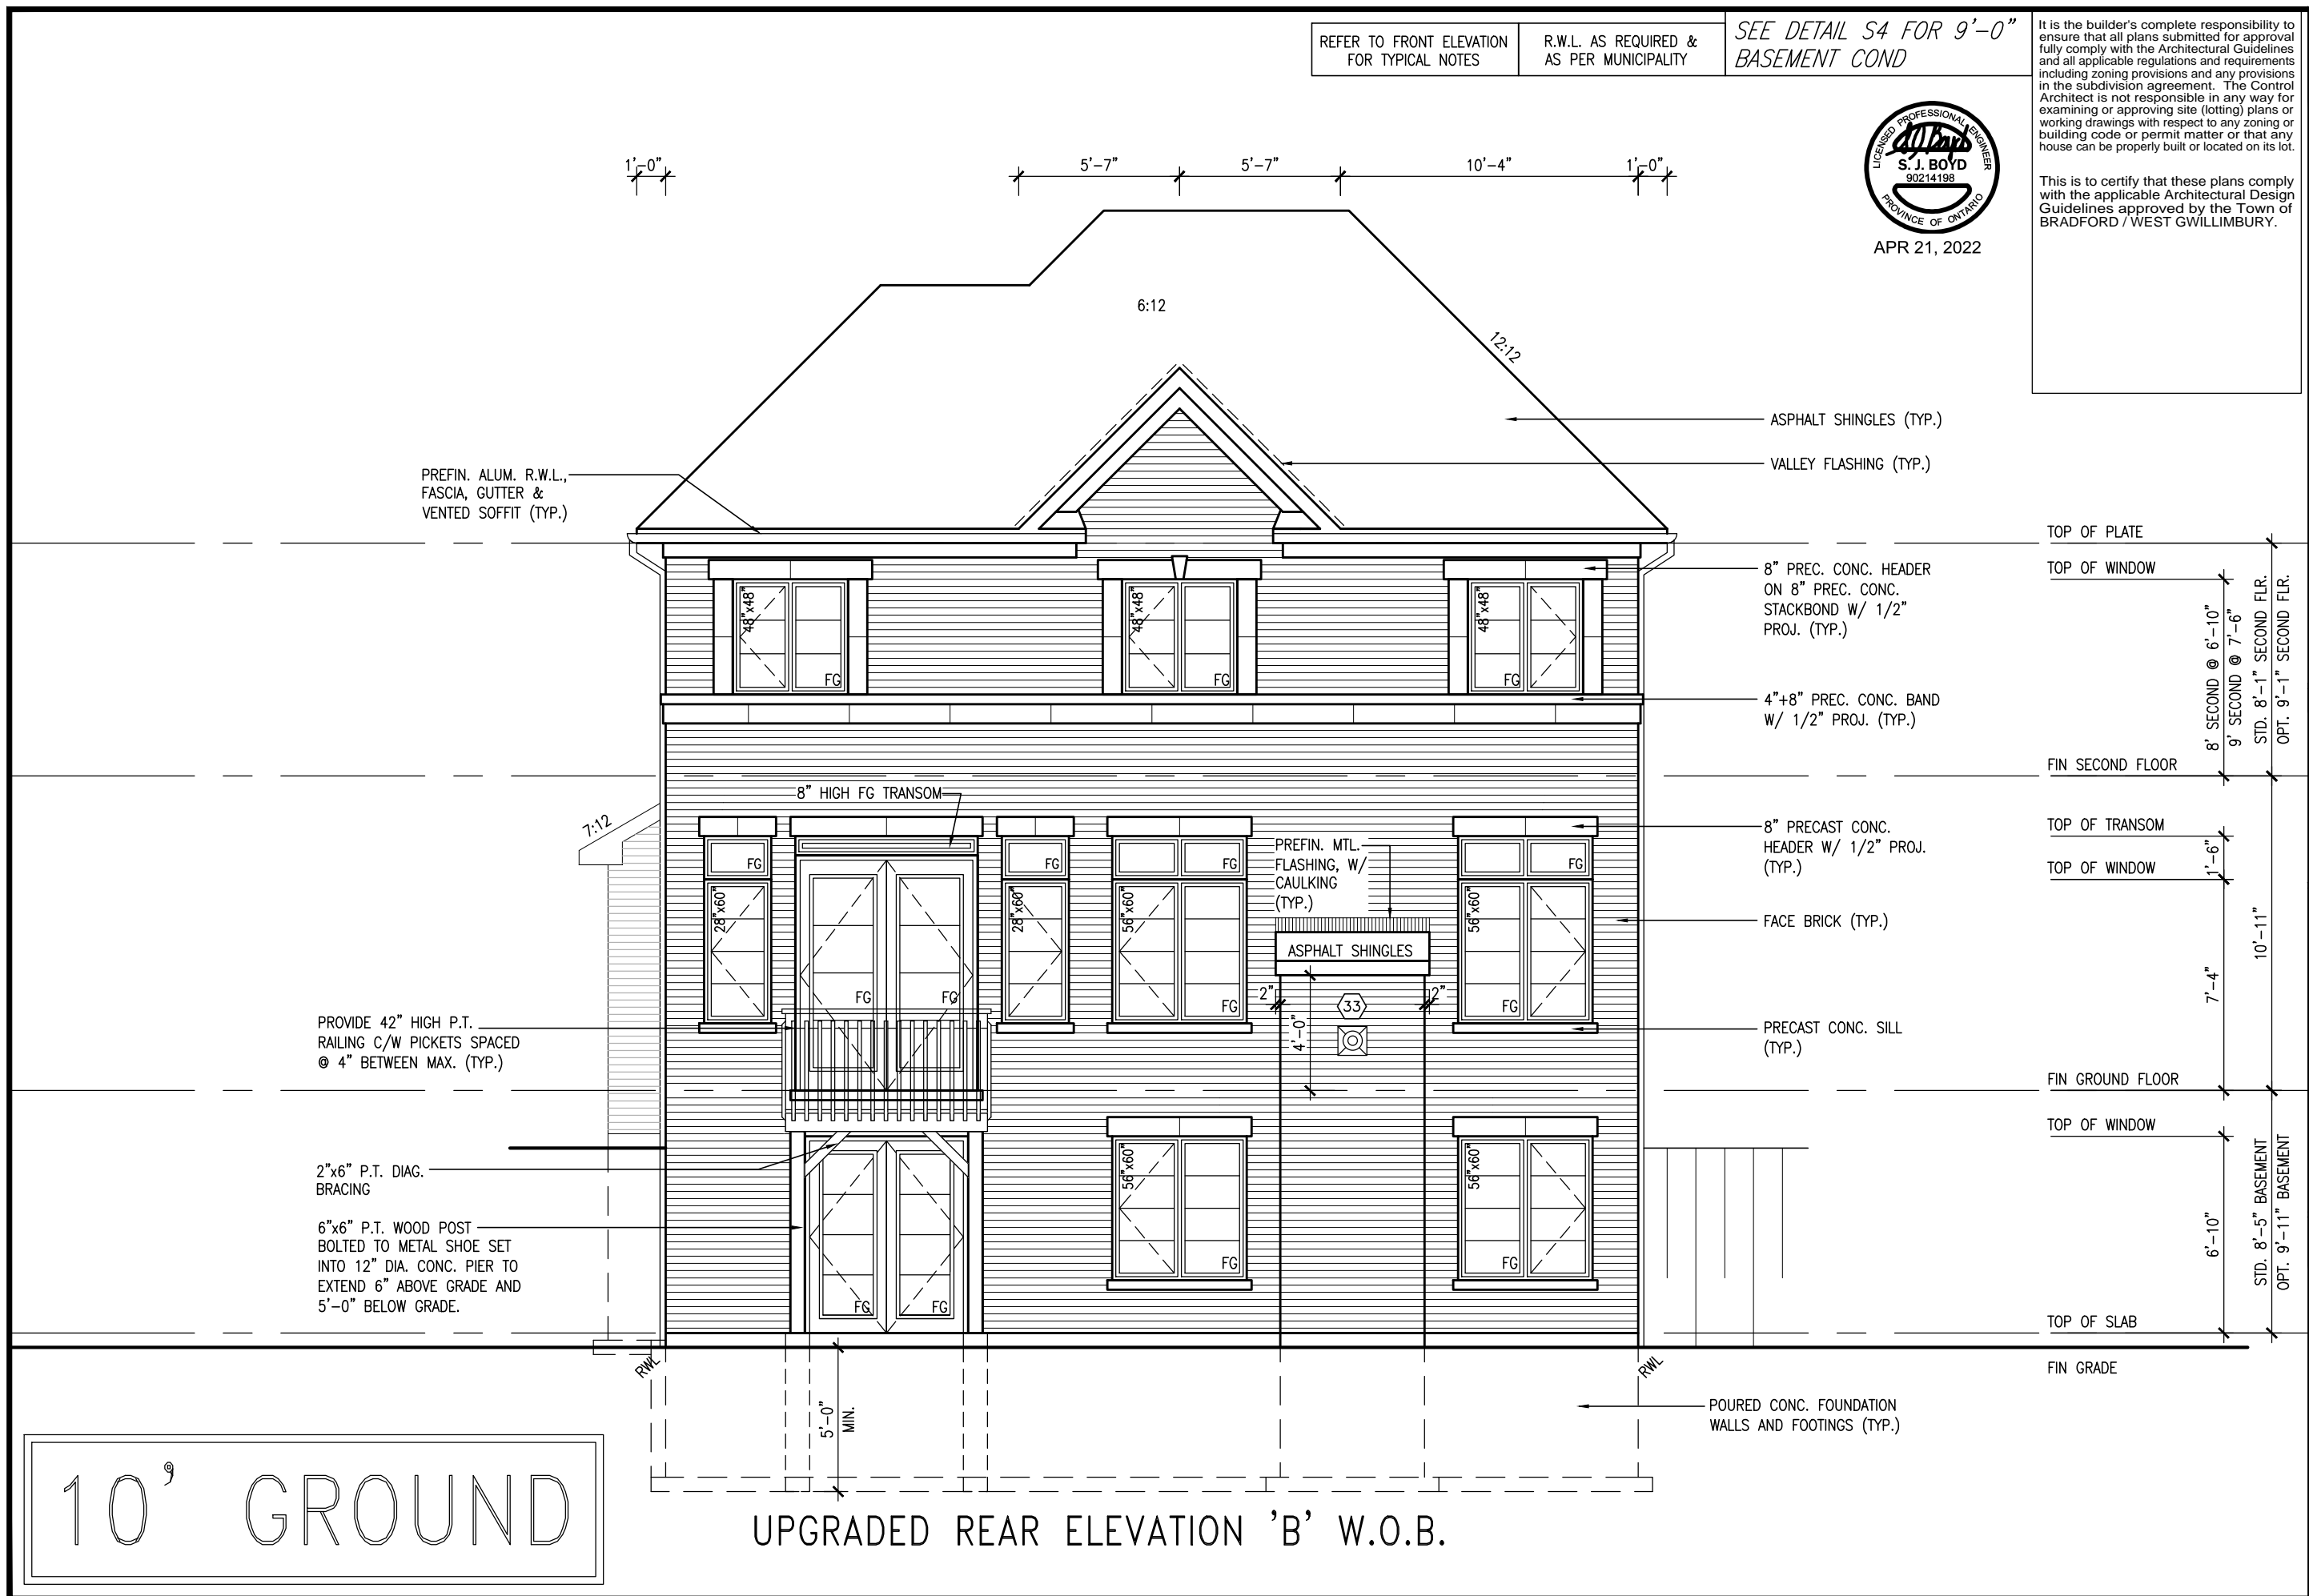 REFER TO FRONT ELEVATION
FOR TYPICAL NOTES
R.W.L. AS REQUIRED &
AS PER MUNICIPALITY
SEE DETAIL S4 FOR 9'-0"
BASEMENT COND
It is the builder's complete responsibility to
ensure that all plans submitted for approval
fully comply with the Architectural Guidelines
and all applicable regulations and requirements
including zoning provisions and any provisions
in the subdivision agreement. The Control
Architect is not responsible in any way for
examining or approving site (lotting) plans or
working drawings with respect to any zoning or
building code or permit matter or that any
house can be properly built or located on its lot.
This is to certify that these plans comply
with the applicable Architectural Design
Guidelines approved by the Town of
BRADFORD / WEST GWILLIMBURY.
LICENSED PROFESSIONAL ENGINEER
S. J. BOYD
90214198
PROVINCE OF ONTARIO
APR 21, 2022
1'-0"
5'-7"
5'-7"
10'-4"
1'-0"
6:12
12:12
ASPHALT SHINGLES (TYP.)
VALLEY FLASHING (TYP.)
PREFIN. ALUM. R.W.L.,
FASCIA, GUTTER &
VENTED SOFFIT (TYP.)
TOP OF PLATE
TOP OF WINDOW
8" PREC. CONC. HEADER
ON 8" PREC. CONC.
STACKBOND W/ 1/2"
PROJ. (TYP.)
48"x48"
FG
48"x48"
FG
48"x48"
FG
4"+8" PREC. CONC. BAND
W/ 1/2" PROJ. (TYP.)
8' SECOND @ 6'-10"
9' SECOND @ 7'-6"
STD. 8'-1" SECOND FLR.
OPT. 9'-1" SECOND FLR.
FIN SECOND FLOOR
8" HIGH FG TRANSOM
7:12
8" PRECAST CONC.
HEADER W/ 1/2" PROJ.
(TYP.)
TOP OF TRANSOM
TOP OF WINDOW
1'-6"
PREFIN. MTL.
FLASHING, W/
CAULKING
(TYP.)
FG
FG
FG
FG
28"x60"
28"x60"
56"x60"
56"x60"
FACE BRICK (TYP.)
ASPHALT SHINGLES
10'-11"
7'-4"
FG
FG
FG
FG
2"
33
2"
4'-0"
PROVIDE 42" HIGH P.T.
RAILING C/W PICKETS SPACED
@ 4" BETWEEN MAX. (TYP.)
PRECAST CONC. SILL
(TYP.)
FIN GROUND FLOOR
TOP OF WINDOW
2"x6" P.T. DIAG.
BRACING
56"x60"
56"x60"
6"x6" P.T. WOOD POST
BOLTED TO METAL SHOE SET
INTO 12" DIA. CONC. PIER TO
EXTEND 6" ABOVE GRADE AND
5'-0" BELOW GRADE.
FG
FG
FG
FG
6'-10"
STD. 8'-5" BASEMENT
OPT. 9'-11" BASEMENT
TOP OF SLAB
FIN GRADE
RWL
RWL
5'-0"
MIN.
POURED CONC. FOUNDATION
WALLS AND FOOTINGS (TYP.)
10' GROUND
UPGRADED REAR ELEVATION 'B' W.O.B.